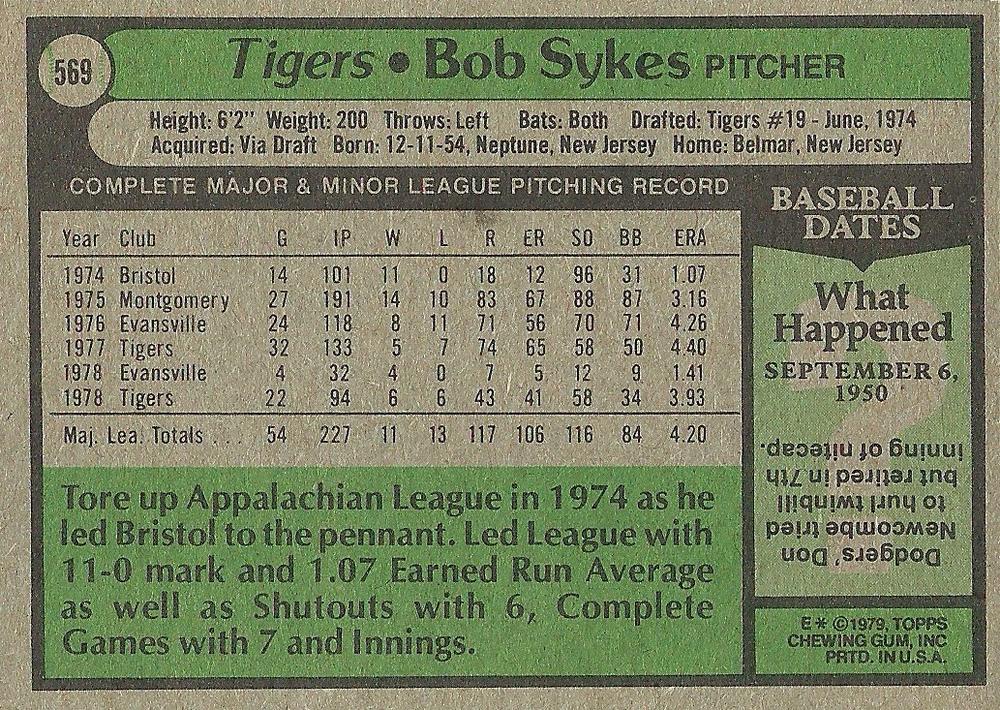 569
Tigers • Bob Sykes PITCHER
Height: 6'2" Weight: 200 Throws: Left Bats: Both Drafted: Tigers #19 - June, 1974
Acquired: Via Draft Born: 12-11-54, Neptune, New Jersey Home: Belmar, New Jersey
COMPLETE MAJOR & MINOR LEAGUE PITCHING RECORD
Year Club G IP W L R ER SO BB ERA
1974 Bristol 14 101 11 0 18 12 96 31 1.07
1975 Montgomery 27 191 14 10 83 67 88 87 3.16
1976 Evansville 24 118 8 11 71 56 70 71 4.26
1977 Tigers 32 133 5 7 74 65 58 50 4.40
1978 Evansville 4 32 4 0 7 5 12 9 1.41
1978 Tigers 22 94 6 6 43 41 58 34 3.93
Maj. Lea. Totals ... 54 227 11 13 117 106 116 84 4.20
Tore up Appalachian League in 1974 as he
led Bristol to the pennant. Led League with
11-0 mark and 1.07 Earned Run Average
as well as Shutouts with 6, Complete
Games with 7 and Innings.
BASEBALL
DATES
What
Happened
SEPTEMBER 6,
1950
?
Dodgers' Don
Newcombe tried
to hurl twinbill
but retired in 7th
inning of nitecap.
E * ©1979, TOPPS
CHEWING GUM, INC
PRTD. IN U.S.A.